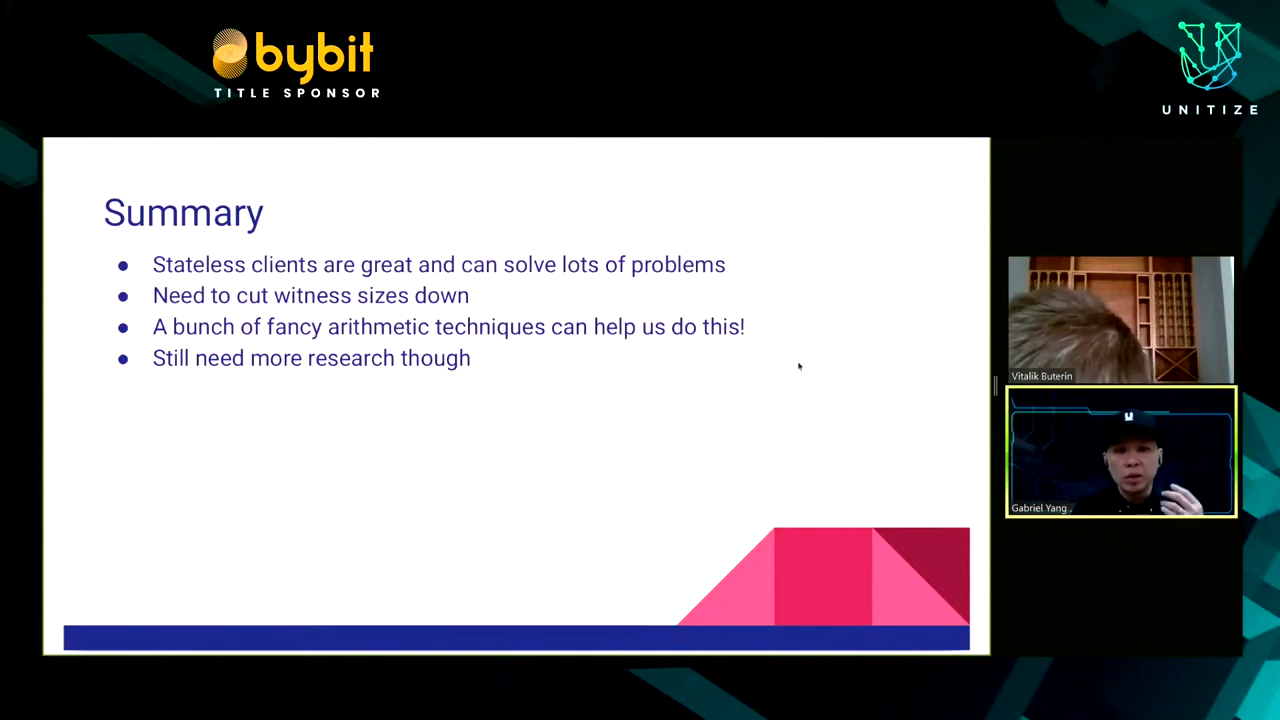 bybit
TITLE SPONSOR
UNITIZE
Summary
● Stateless clients are great and can solve lots of problems
● Need to cut witness sizes down
● A bunch of fancy arithmetic techniques can help us do this!
● Still need more research though
Vitalik Buterin
Gabriel Yang .